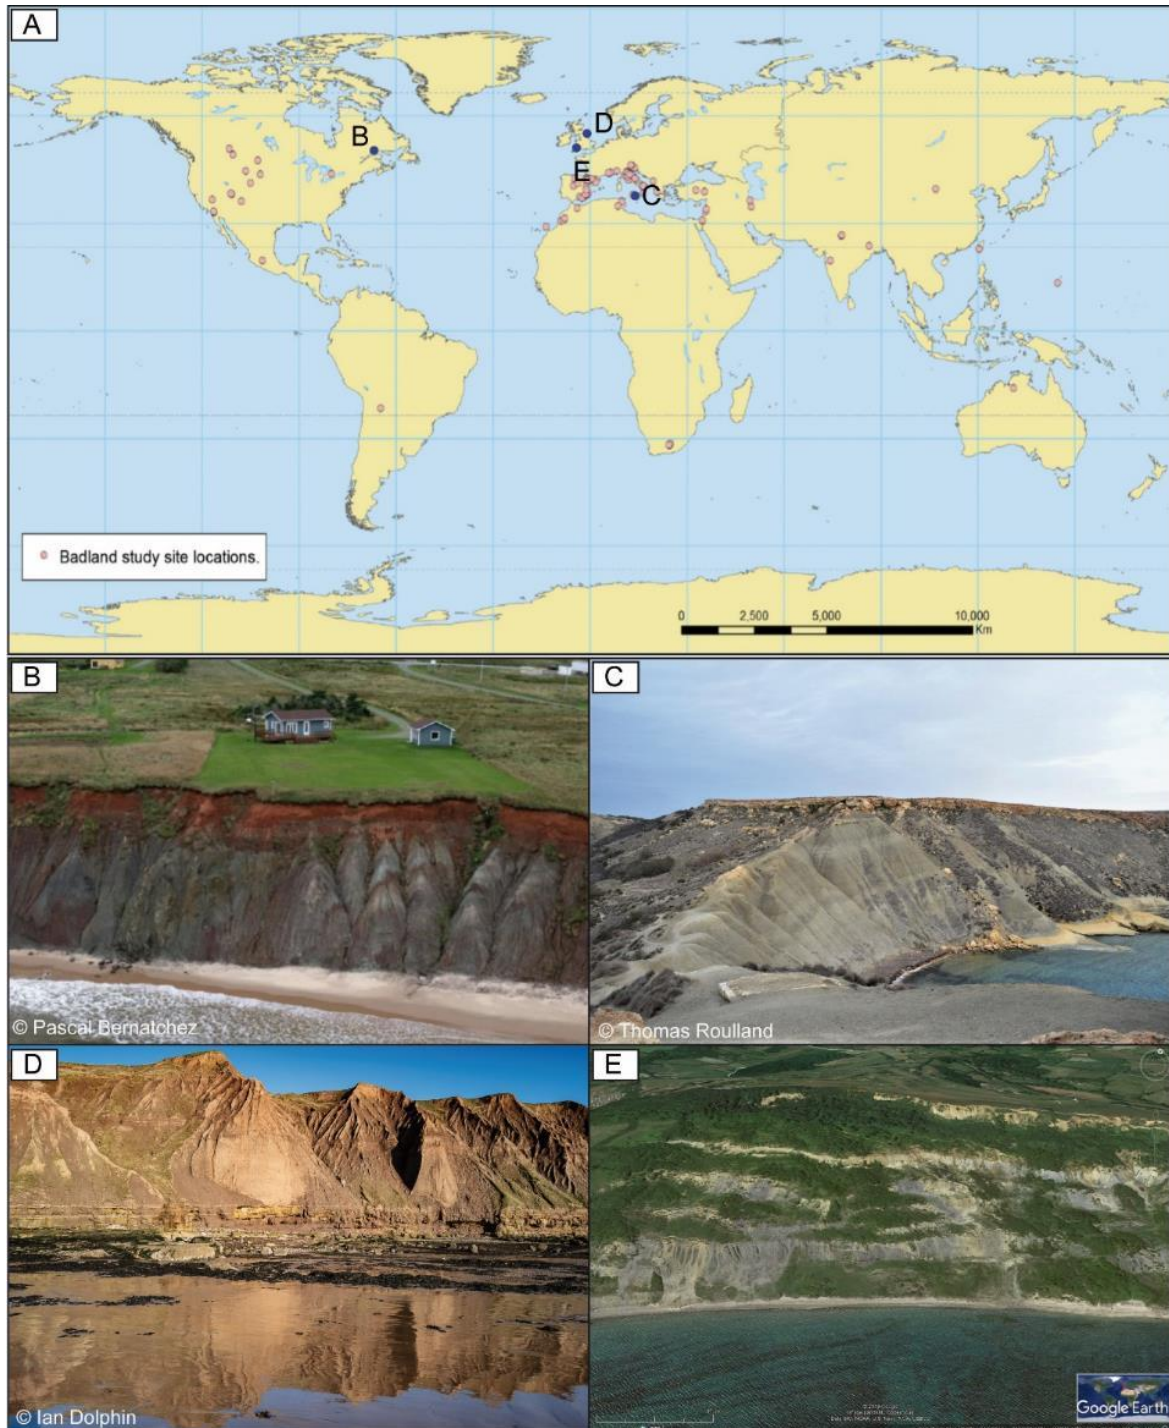 A
B
D
E
C
Badland study site locations.
0 2,500 5,000 10,000
Km
B
© Pascal Bernatchez
C
© Thomas Roulland
D
© Ian Dolphin
E
Google Earth